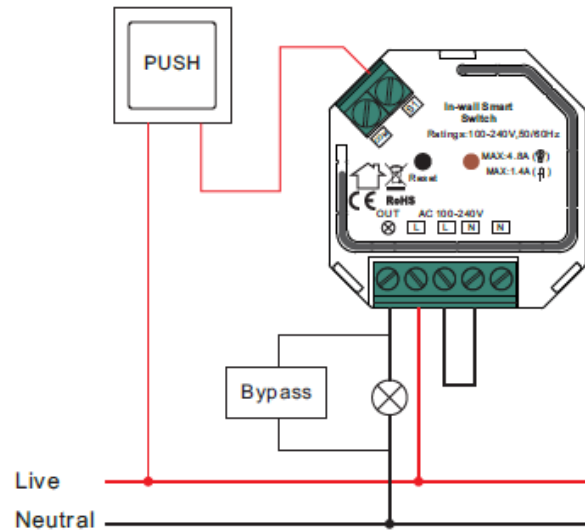 PUSH
S1
In-wall Smart
Switch
Ratings:100-240V,50/60Hz
MAX:4.8A
MAX:1.4A
Reset
CE RoHS
OUT AC 100-240V
L L N N
Bypass
Live
Neutral